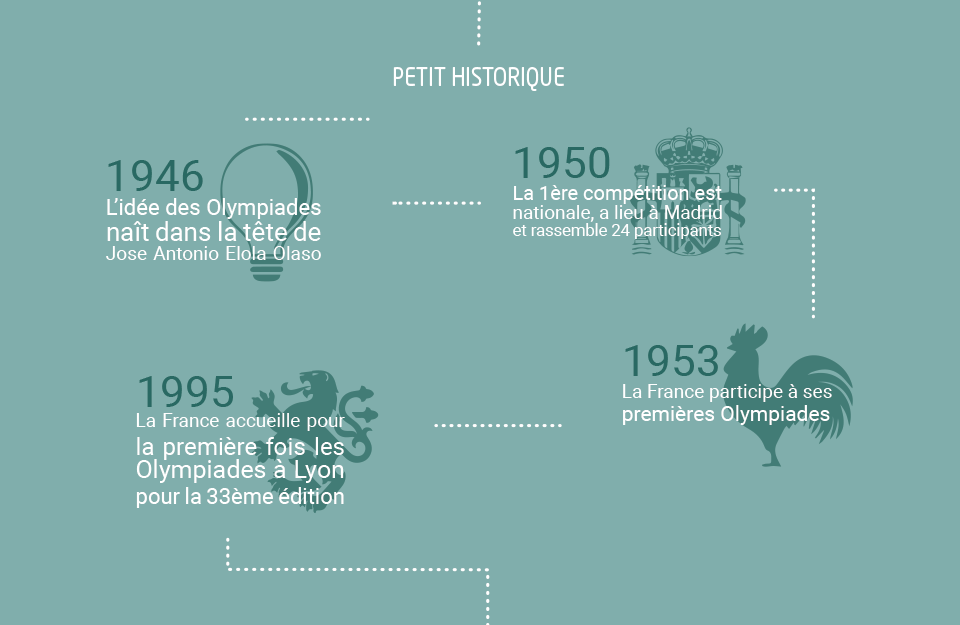 PETIT HISTORIQUE
1946
L'idée des Olympiades
naît dans la tête de
Jose Antonio Elola Olaso
1950
La 1ère compétition est
nationale, a lieu à Madrid
et rassemble 24 participants
1953
La France participe à ses
premières Olympiades
1995
La France accueille pour
la première fois les
Olympiades à Lyon
pour la 33ème édition